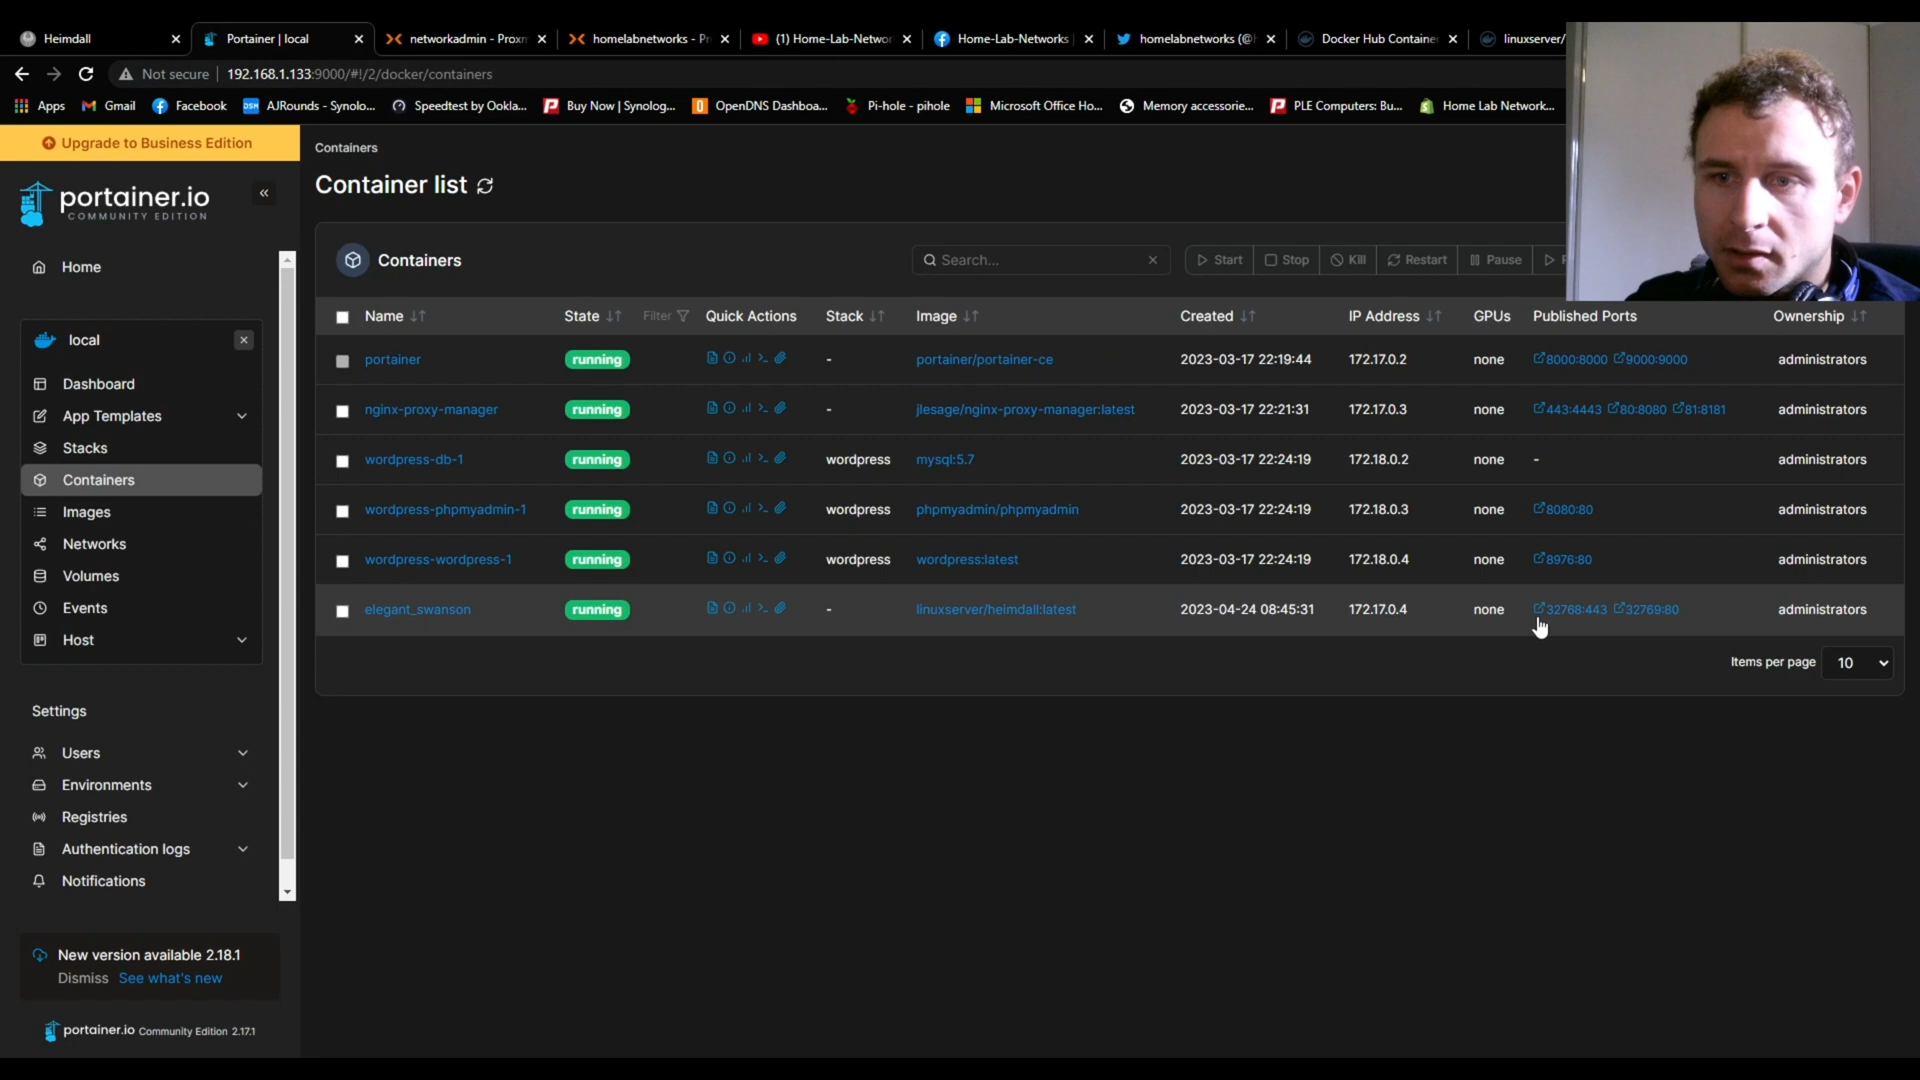 Heimdall
Portainer | local
networkadmin - Proxm
homelabnetworks - Pr
(1) Home-Lab-Networ
Home-Lab-Networks
homelabnetworks (@h
Docker Hub Container
linuxserver/
Not secure
192.168.1.133:9000/#!/2/docker/containers
Apps
Gmail
Facebook
AJRounds - Synolo...
Speedtest by Ookla...
Buy Now | Synolog...
OpenDNS Dashboa...
Pi-hole - pihole
Microsoft Office Ho...
Memory accessorie...
PLE Computers: Bu...
Home Lab Network...
Upgrade to Business Edition
portainer.io
COMMUNITY EDITION
Home
local
Dashboard
App Templates
Stacks
Containers
Images
Networks
Volumes
Events
Host
Settings
Users
Environments
Registries
Authentication logs
Notifications
New version available 2.18.1
Dismiss See what's new
portainer.io Community Edition 2.17.1
Containers
Container list
Containers
Search...
Start Stop Kill Restart Pause
Name State Filter Quick Actions Stack Image Created IP Address GPUs Published Ports Ownership
portainer running - portainer/portainer-ce 2023-03-17 22:19:44 172.17.0.2 none 8000:8000 9000:9000 administrators
nginx-proxy-manager running - jlesage/nginx-proxy-manager:latest 2023-03-17 22:21:31 172.17.0.3 none 443:4443 80:8080 81:8181 administrators
wordpress-db-1 running wordpress mysql:5.7 2023-03-17 22:24:19 172.18.0.2 none - administrators
wordpress-phpmyadmin-1 running wordpress phpmyadmin/phpmyadmin 2023-03-17 22:24:19 172.18.0.3 none 8080:80 administrators
wordpress-wordpress-1 running wordpress wordpress:latest 2023-03-17 22:24:19 172.18.0.4 none 8976:80 administrators
elegant_swanson running - linuxserver/heimdall:latest 2023-04-24 08:45:31 172.17.0.4 none 32768:443 32769:80 administrators
Items per page 10